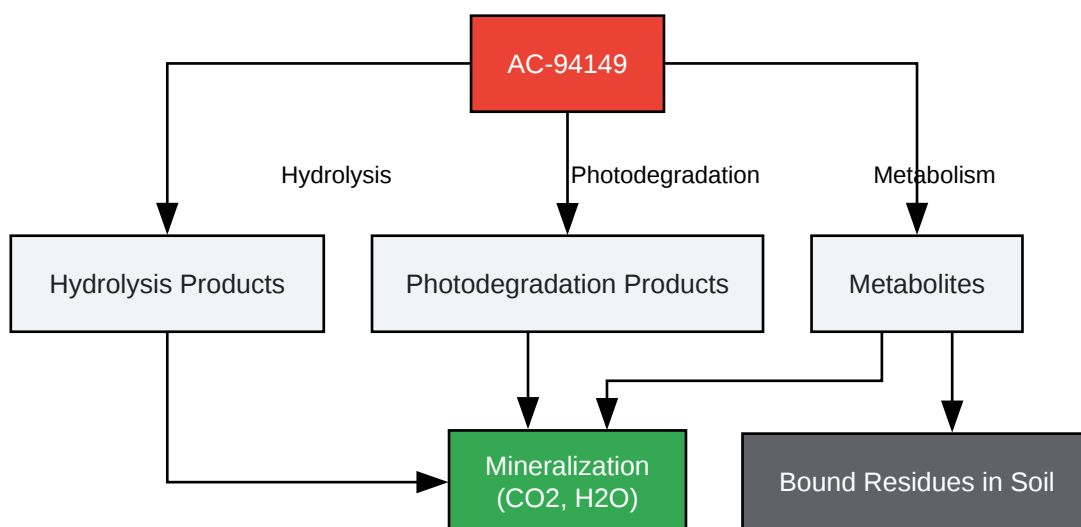 AC-94149
Hydrolysis
Photodegradation
Metabolism
Hydrolysis Products
Photodegradation Products
Metabolites
Mineralization
(CO2, H2O)
Bound Residues in Soil